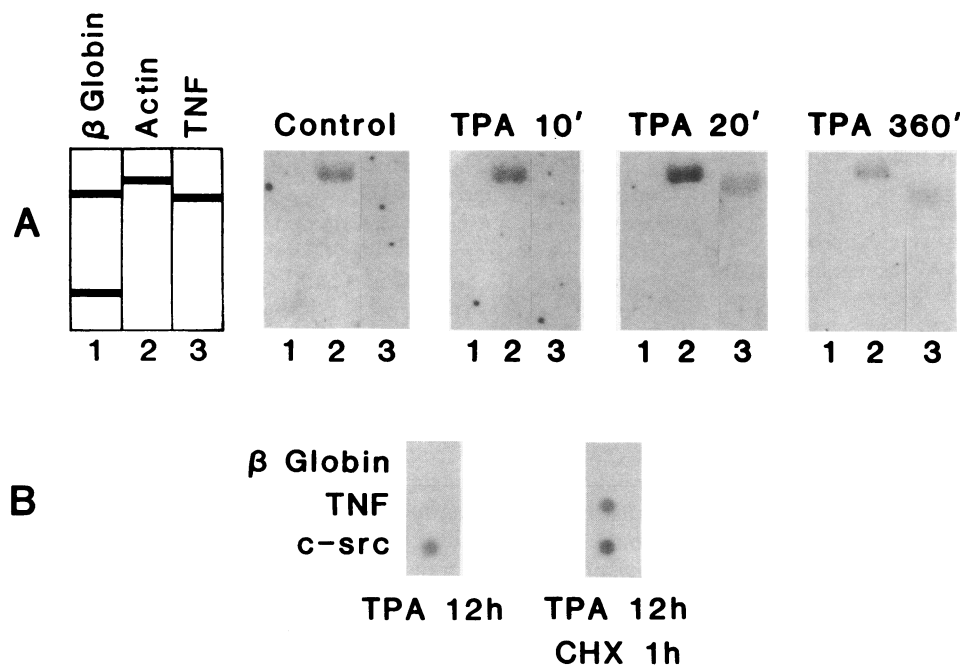 β Globin
Actin
TNF
Control
TPA 10'
TPA 20'
TPA 360'
A
1 2 3
1 2 3
1 2 3
1 2 3
1 2 3
B
β Globin
TNF
c-src
TPA 12h
TPA 12h
CHX 1h